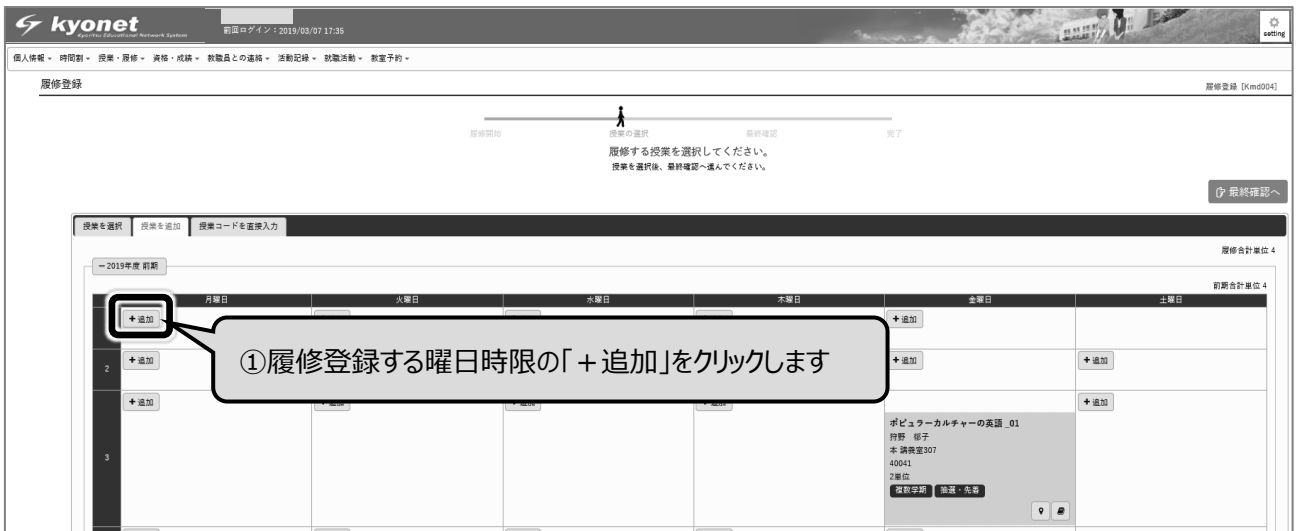 kyonet
Kyoritsu Educational Network System
前回ログイン：2019/03/07 17:35
setting
個人情報 時間割 授業・履修 資格・成績 教職員との連絡 活動記録 就職活動 教室予約
履修登録
履修登録 [Kmd004]
履修開始 授業の選択 最終確認 完了
履修する授業を選択してください。
授業を選択後、最終確認へ進んでください。
最終確認へ
授業を選択 授業を追加 授業コードを直接入力
履修合計単位 4
－2019年度 前期
前期合計単位 4
月曜日 火曜日 水曜日 木曜日 金曜日 土曜日
＋追加 ＋追加
①履修登録する曜日時限の「＋追加」をクリックします
2 ＋追加 ＋追加 ＋追加
＋追加 ＋追加
3
ポピュラーカルチャーの英語 _01
狩野 郁子
本 講義室307
40041
2単位
複数学期 抽選・先着